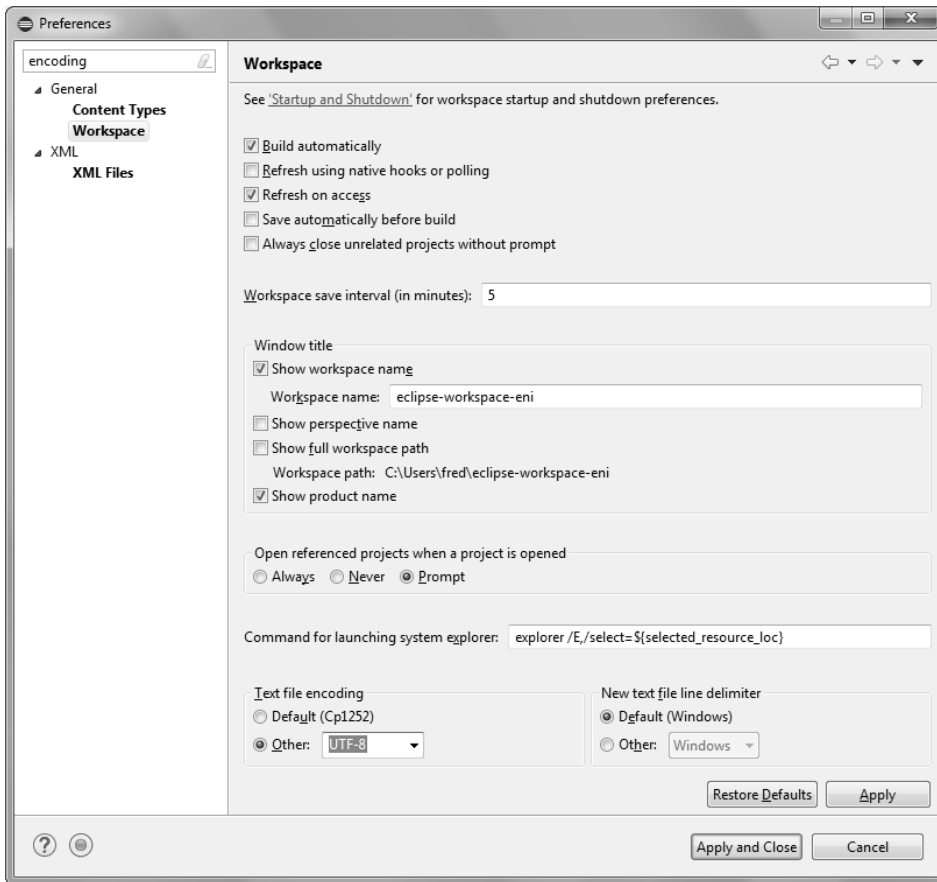 Preferences
encoding
General
Content Types
Workspace
XML
XML Files
Workspace
See 'Startup and Shutdown' for workspace startup and shutdown preferences.
Build automatically
Refresh using native hooks or polling
Refresh on access
Save automatically before build
Always close unrelated projects without prompt
Workspace save interval (in minutes): 5
Window title
Show workspace name
Workspace name: eclipse-workspace-eni
Show perspective name
Show full workspace path
Workspace path: C:\Users\fred\eclipse-workspace-eni
Show product name
Open referenced projects when a project is opened
Always Never Prompt
Command for launching system explorer: explorer /E,/select=${selected_resource_loc}
Text file encoding
Default (Cp1252)
Other: UTF-8
New text file line delimiter
Default (Windows)
Other: Windows
Restore Defaults Apply
? Apply and Close Cancel